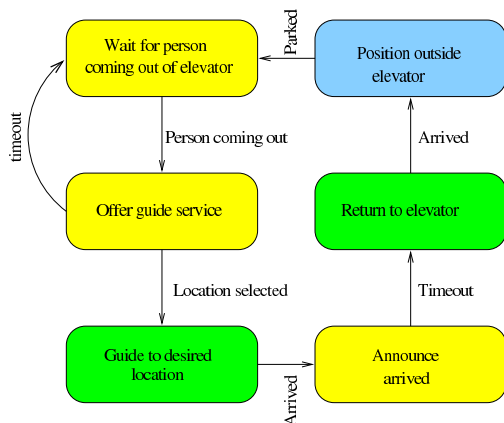 Wait for person
coming out of elevator
Parked
Position outside
elevator
timeout
Person coming out
Arrived
Offer guide service
Return to elevator
Location selected
Timeout
Guide to desired
location
Arrived
Announce
arrived